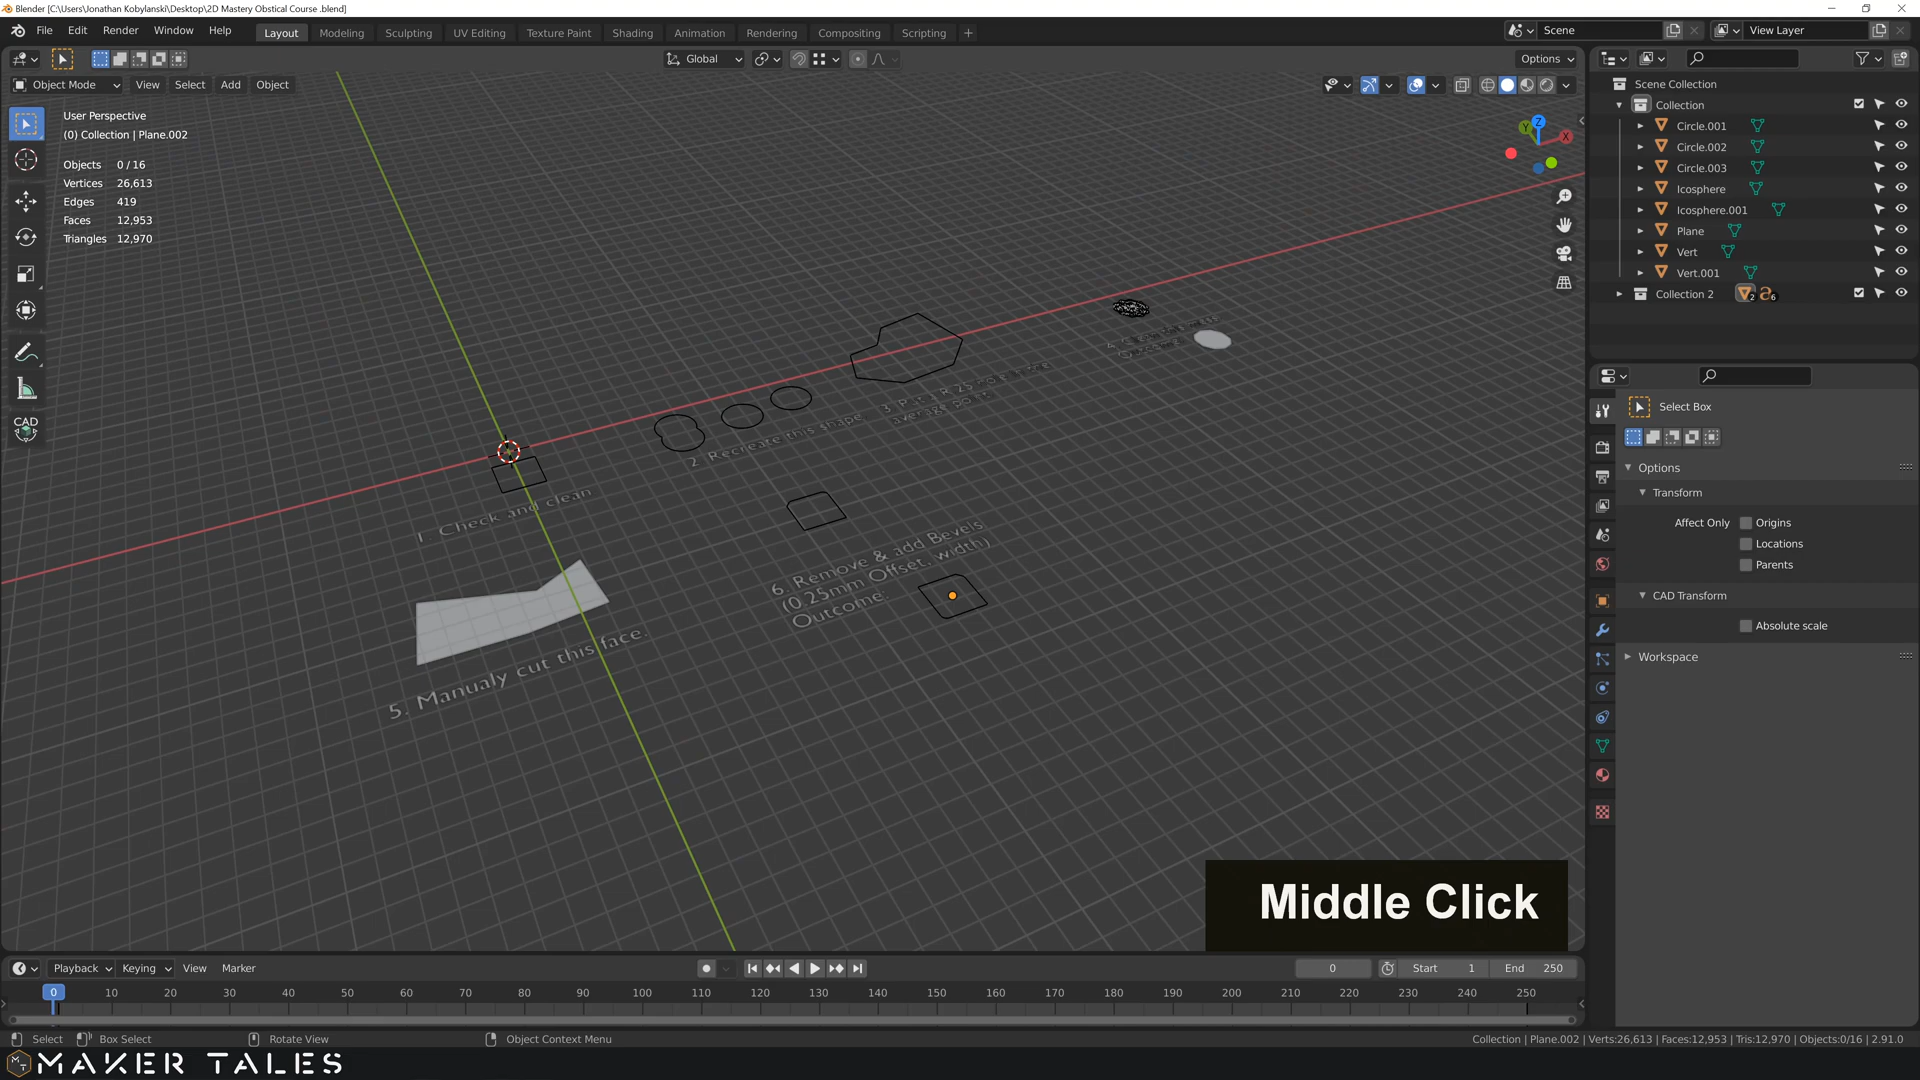 Blender [C:\Users\Jonathan Kobylanski\Desktop\2D Mastery Obstical Course .blend]
File Edit Render Window Help
Layout Modeling Sculpting UV Editing Texture Paint Shading Animation Rendering Compositing Scripting +
Scene
View Layer
Global
Options
Object Mode View Select Add Object
User Perspective
(0) Collection | Plane.002
Objects 0 / 16
Vertices 26,613
Edges 419
Faces 12,953
Triangles 12,970
CAD
Z
Y
X
2. Recreate this shape
1. Check and clean
6. Remove & add Bevels
(0.25mm Offset, width)
Outcome:
5. Manualy cut this face.
Scene Collection
Collection
Circle.001
Circle.002
Circle.003
Icosphere
Icosphere.001
Plane
Vert
Vert.001
Collection 2 2 a 6
Select Box
Options
Transform
Affect Only Origins
Locations
Parents
CAD Transform
Absolute scale
Workspace
Middle Click
Playback Keying View Marker
0 Start 1 End 250
0 10 20 30 40 50 60 70 80 90 100 110 120 130 140 150 160 170 180 190 200 210 220 230 240 250
Select Box Select Rotate View Object Context Menu
Collection | Plane.002 | Verts:26,613 | Faces:12,953 | Tris:12,970 | Objects:0/16 | 2.91.0
MT MAKER TALES